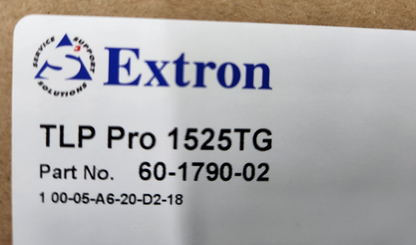 SERVICE SUPPORT SOLUTIONS
S3
Extron
TLP Pro 1525TG
Part No. 60-1790-02
1 00-05-A6-20-D2-18